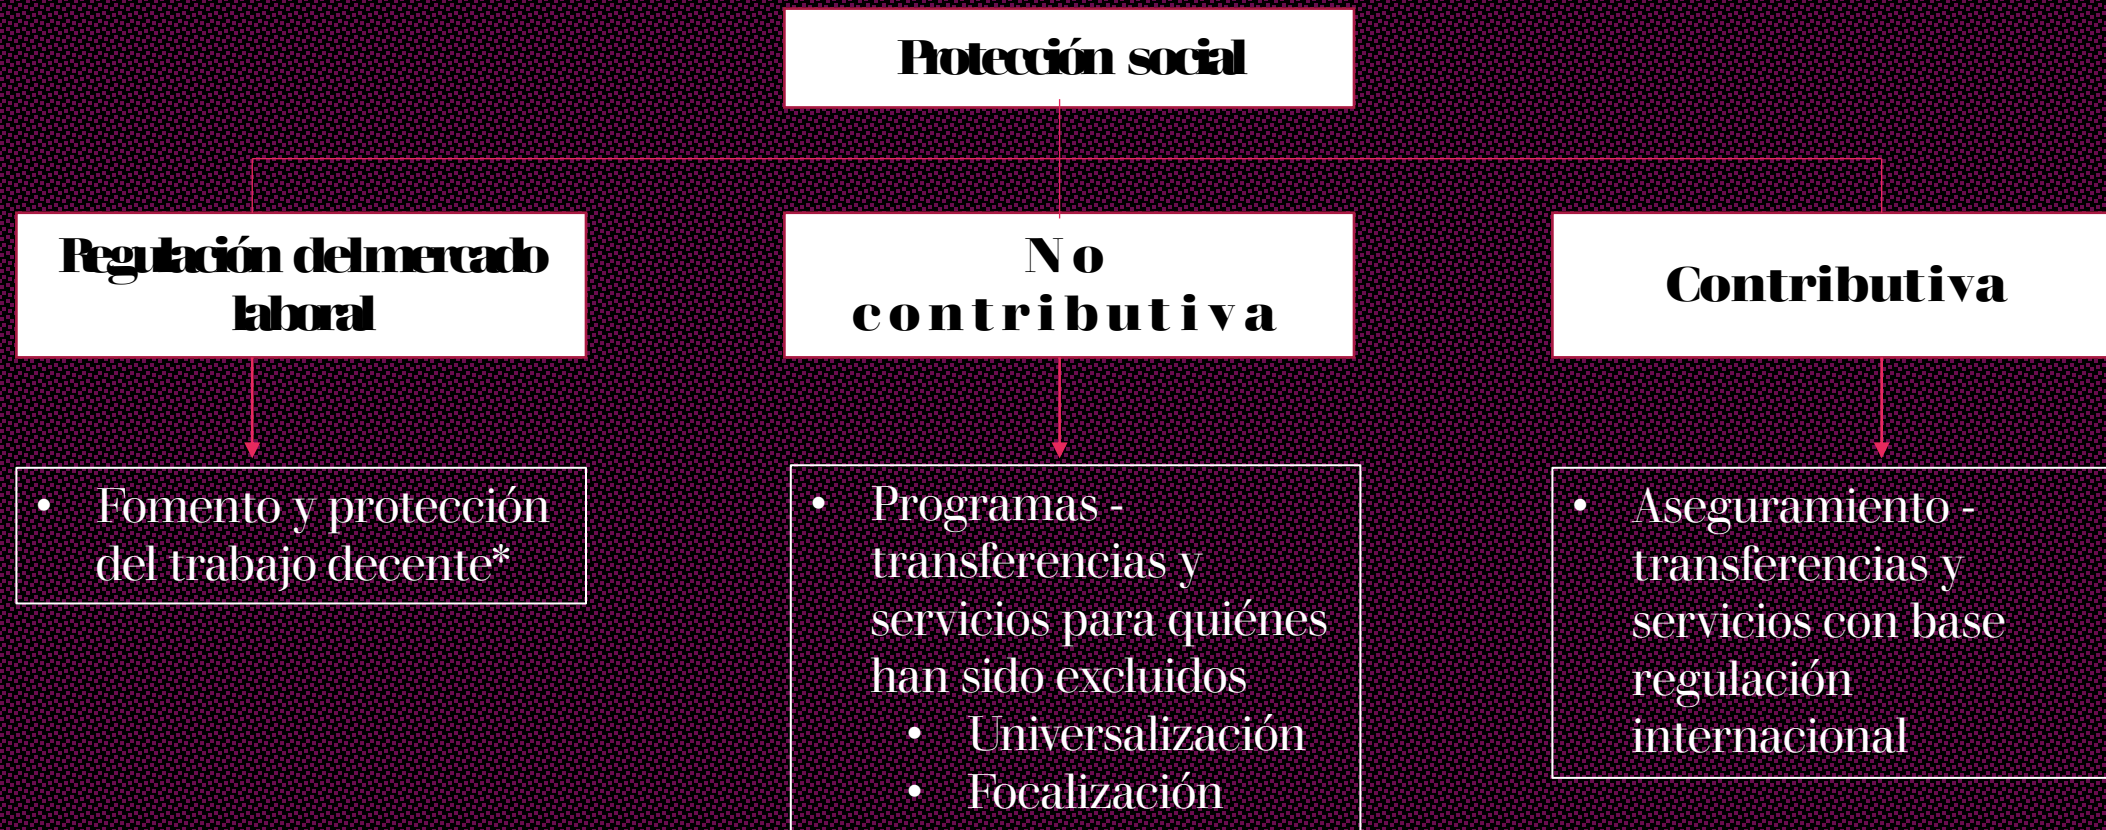 Protección social
Regulación del mercado
laboral
No
contributiva
Contributiva
• Fomento y protección
del trabajo decente*
• Programas -
transferencias y
servicios para quiénes
han sido excluidos
• Universalización
• Focalización
• Aseguramiento -
transferencias y
servicios con base
regulación
internacional